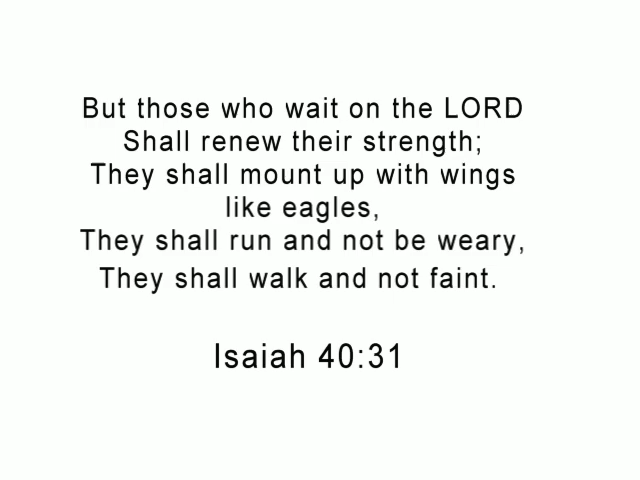 But those who wait on the LORD
Shall renew their strength;
They shall mount up with wings
like eagles,
They shall run and not be weary,
They shall walk and not faint.
Isaiah 40:31